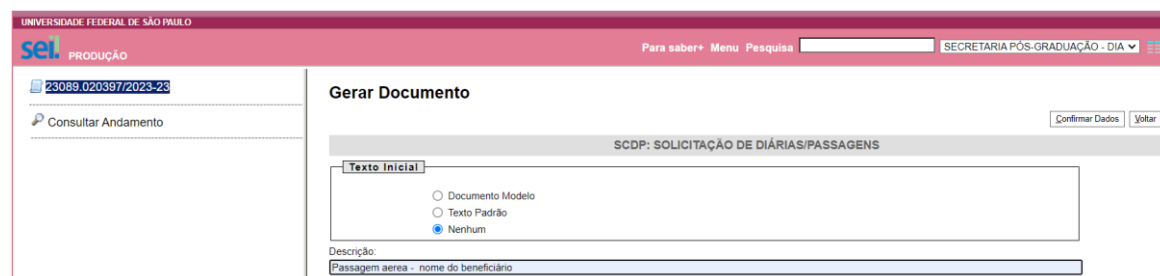 UNIVERSIDADE FEDERAL DE SÃO PAULO
sei. PRODUÇÃO
Para saber+ Menu Pesquisa
SECRETARIA PÓS-GRADUAÇÃO - DIA
23089.020397/2023-23
Consultar Andamento
Gerar Documento
Confirmar Dados Voltar
SCDP: SOLICITAÇÃO DE DIÁRIAS/PASSAGENS
Texto Inicial
Documento Modelo
Texto Padrão
Nenhum
Descrição:
Passagem aerea - nome do beneficiário